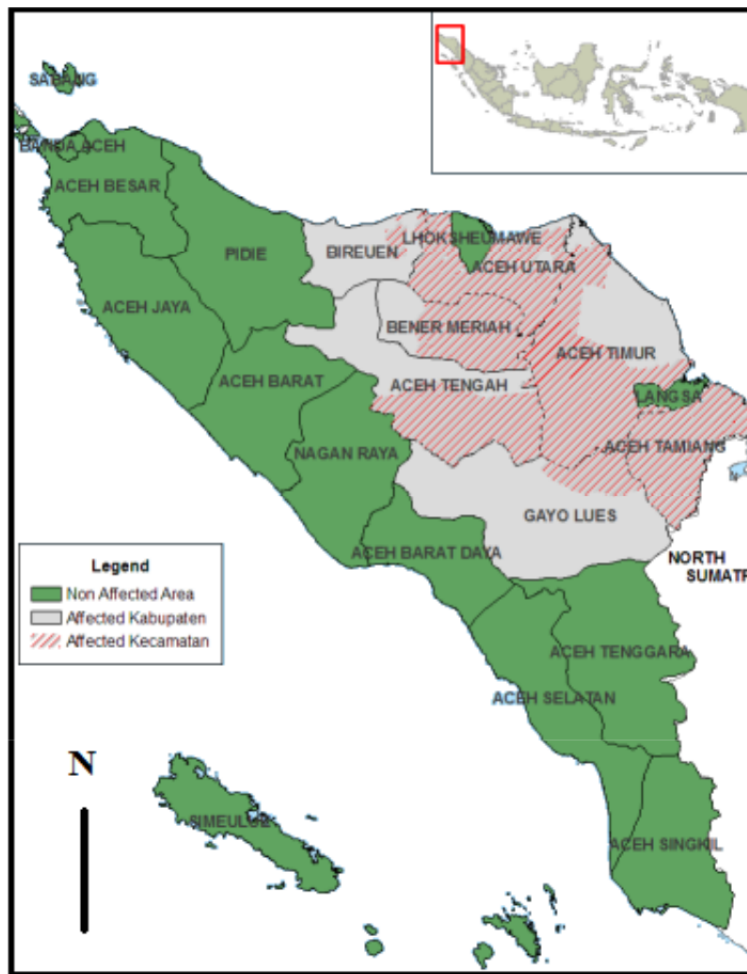 SABANG
BANDA ACEH
ACEH BESAR
PIDIE
BIREUEN
LHOKSHEUMAWE
ACEH UTARA
ACEH JAYA
BENER MERIAH
ACEH TIMUR
ACEH BARAT
ACEH TENGAH
LANGSA
NAGAN RAYA
ACEH TAMIANG
GAYO LUES
ACEH BARAT DAYA
NORTH
SUMATR
Legend
Non Affected Area
Affected Kabupaten
Affected Kecamatan
ACEH TENGGARA
ACEH SELATAN
N
SIMEULUE
ACEH SINGKIL